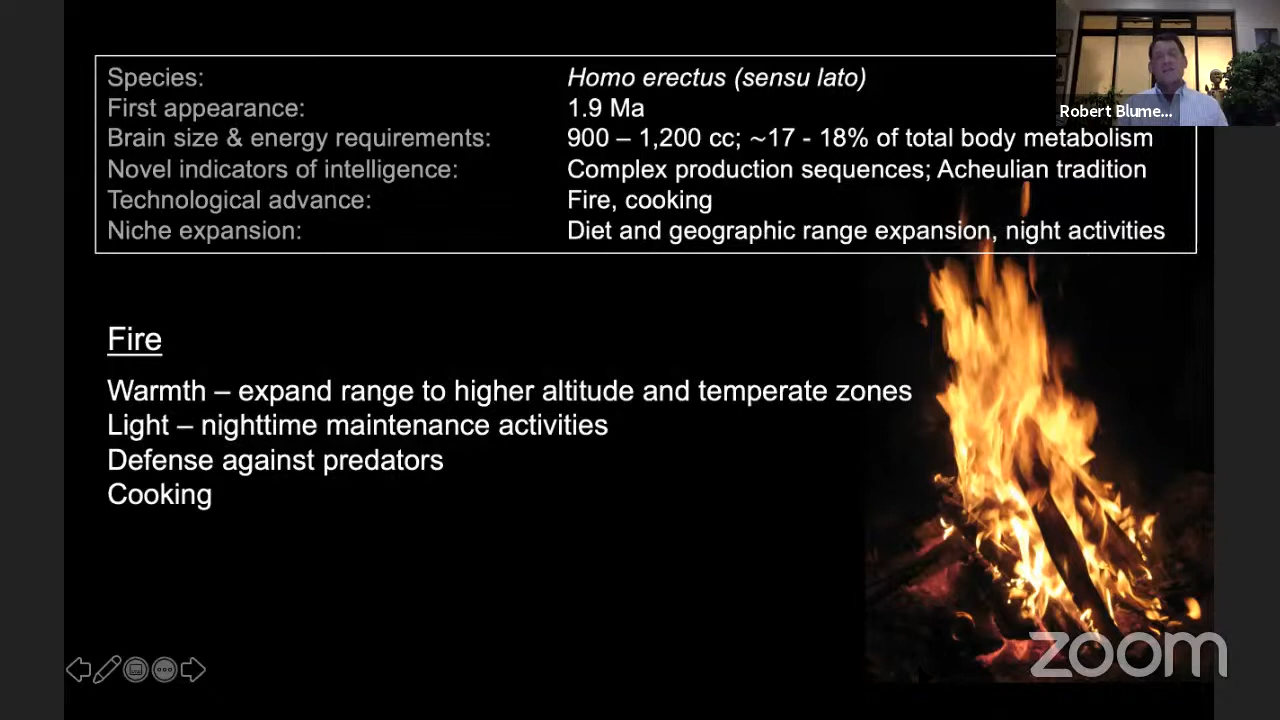 Species: Homo erectus (sensu lato)
First appearance: 1.9 Ma
Brain size & energy requirements: 900 – 1,200 cc; ~17 - 18% of total body metabolism
Novel indicators of intelligence: Complex production sequences; Acheulian tradition
Technological advance: Fire, cooking
Niche expansion: Diet and geographic range expansion, night activities
Robert Blume...
Fire
Warmth – expand range to higher altitude and temperate zones
Light – nighttime maintenance activities
Defense against predators
Cooking
zoom